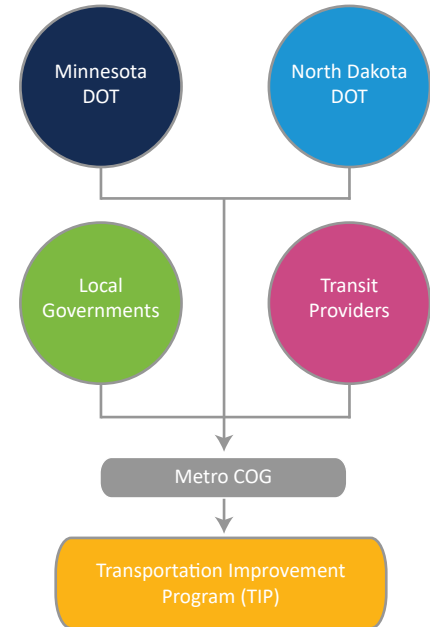 Minnesota
DOT
North Dakota
DOT
Local
Governments
Transit
Providers
Metro COG
Transportation Improvement
Program (TIP)